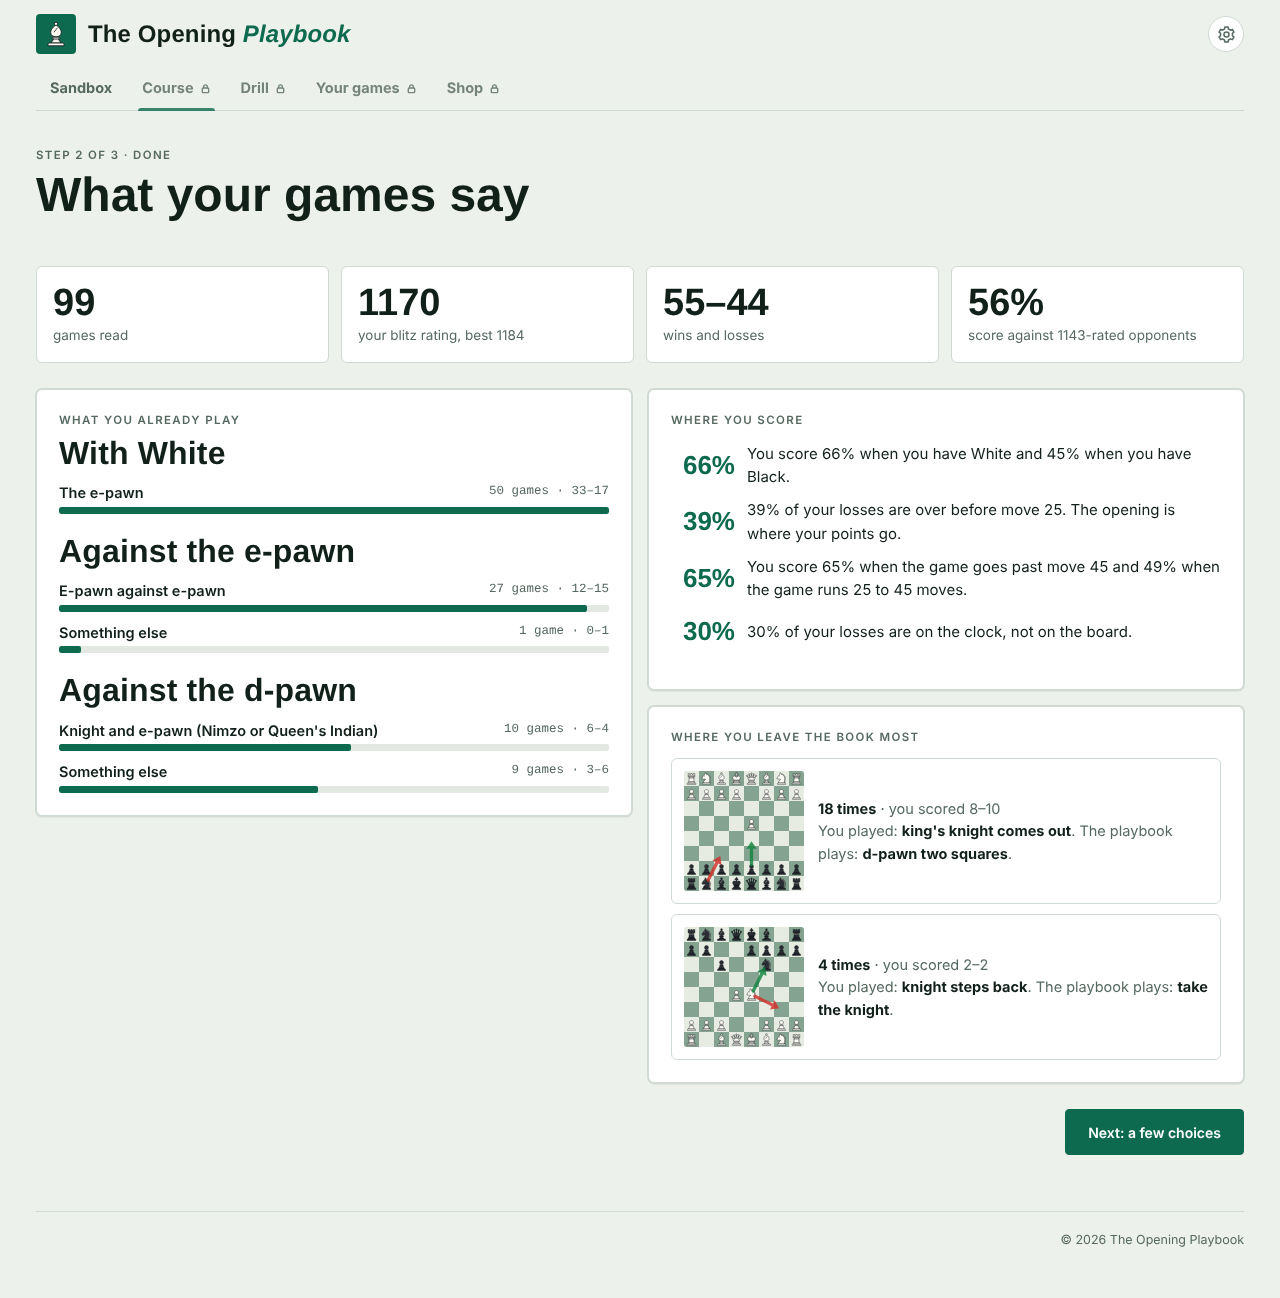 The Opening Playbook
Sandbox
Course
Drill
Your games
Shop
STEP 2 OF 3 · DONE
What your games say
99
games read
1170
your blitz rating, best 1184
55–44
wins and losses
56%
score against 1143-rated opponents
WHAT YOU ALREADY PLAY
With White
The e-pawn
50 games · 33–17
Against the e-pawn
E-pawn against e-pawn
27 games · 12–15
Something else
1 game · 0–1
Against the d-pawn
Knight and e-pawn (Nimzo or Queen's Indian)
10 games · 6–4
Something else
9 games · 3–6
WHERE YOU SCORE
66%
You score 66% when you have White and 45% when you have
Black.
39%
39% of your losses are over before move 25. The opening is
where your points go.
65%
You score 65% when the game goes past move 45 and 49% when
the game runs 25 to 45 moves.
30%
30% of your losses are on the clock, not on the board.
WHERE YOU LEAVE THE BOOK MOST
18 times · you scored 8–10
You played: king's knight comes out. The playbook
plays: d-pawn two squares.
4 times · you scored 2–2
You played: knight steps back. The playbook plays: take
the knight.
Next: a few choices
© 2026 The Opening Playbook